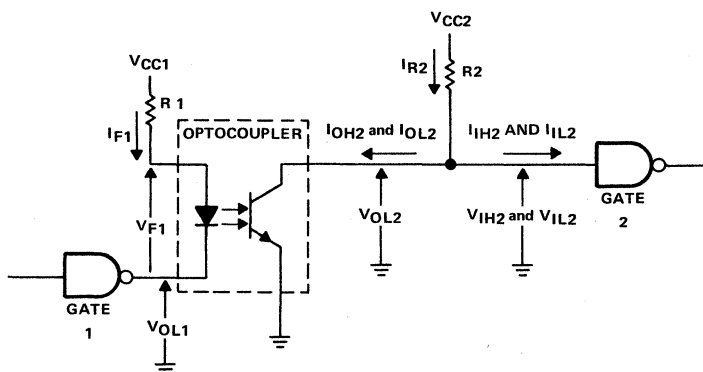 VCC2
IR2
R2
VCC1
R 1
IF1
OPTOCOUPLER
IOH2 and IOL2
IIH2 AND IIL2
VF1
VOL2
VIH2 and VIL2
GATE
2
GATE
1
VOL1